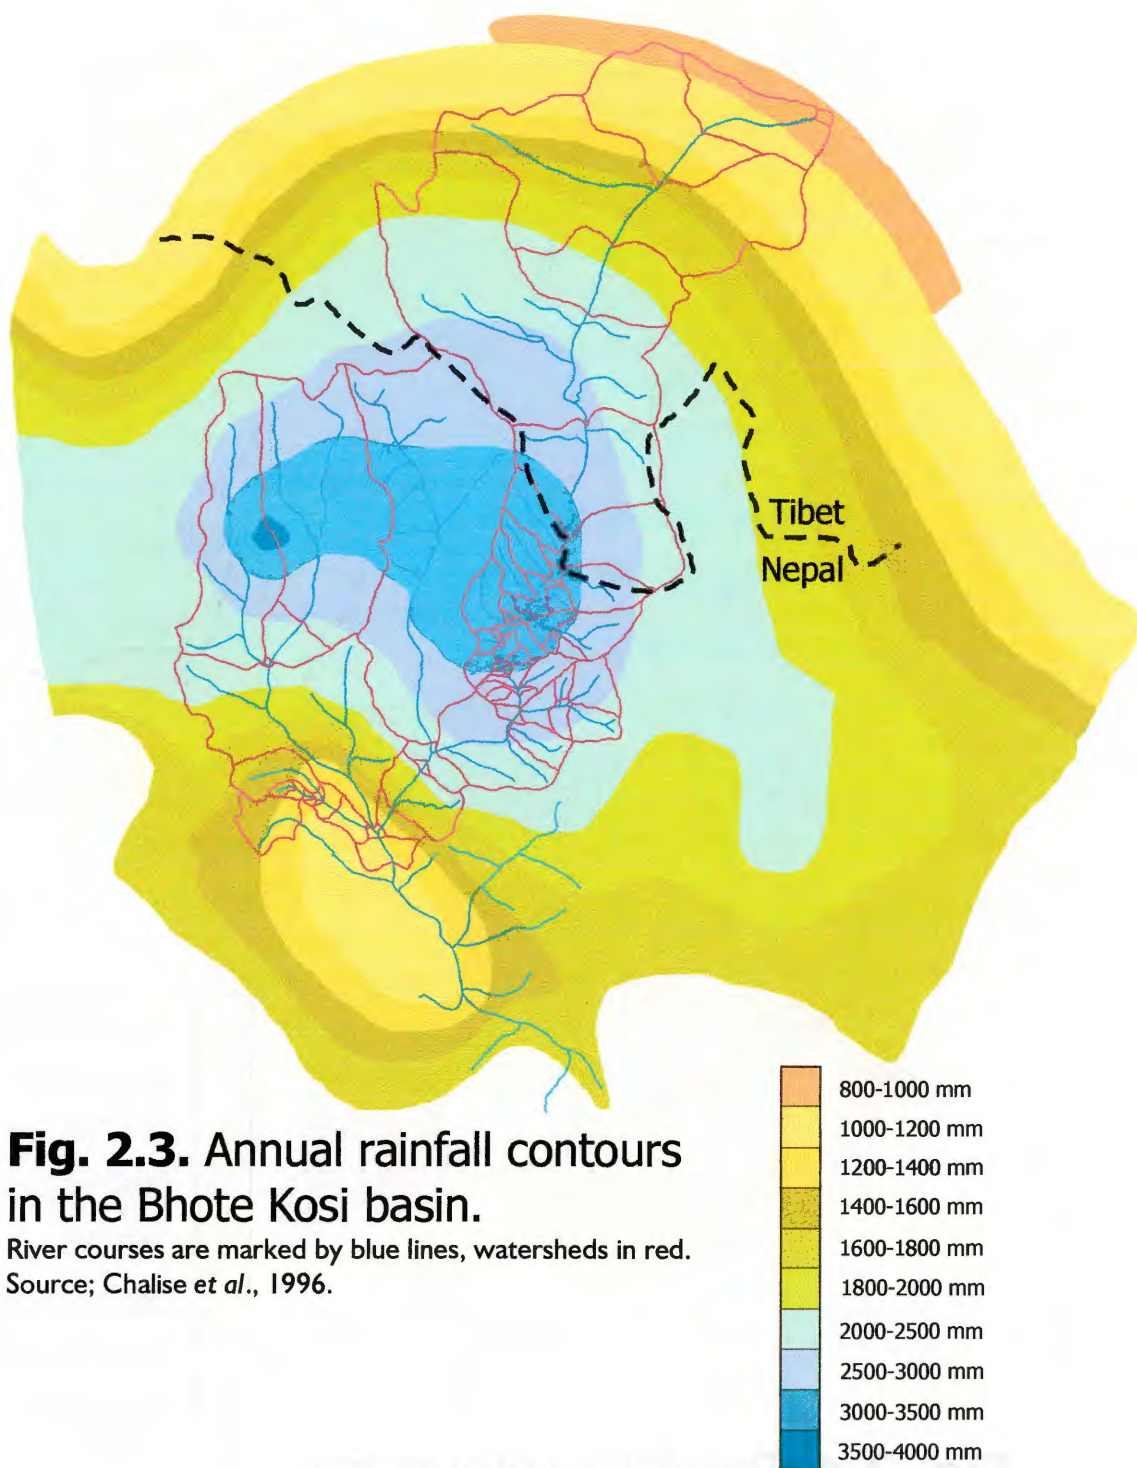 Tibet
Nepal
800-1000 mm
1000-1200 mm
1200-1400 mm
1400-1600 mm
1600-1800 mm
1800-2000 mm
2000-2500 mm
2500-3000 mm
3000-3500 mm
3500-4000 mm
Fig. 2.3. Annual rainfall contours
in the Bhote Kosi basin.
River courses are marked by blue lines, watersheds in red.
Source; Chalise et al., 1996.